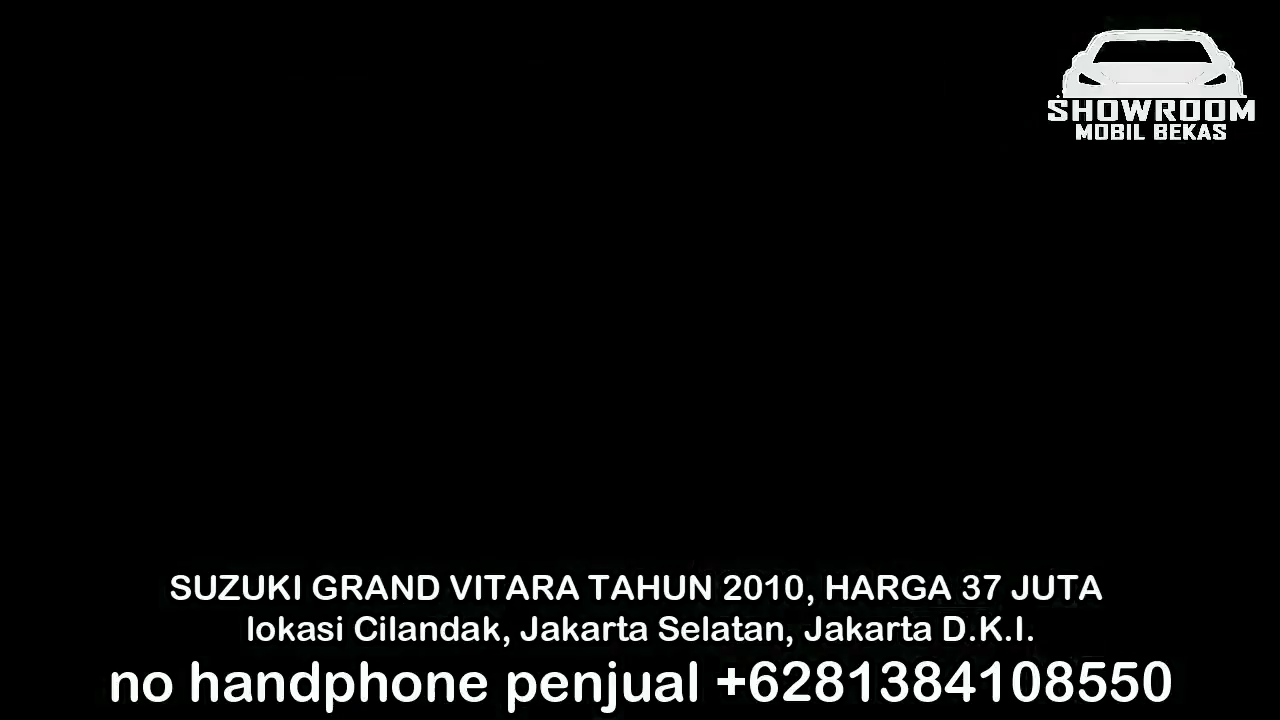 SHOWROOM
MOBIL BEKAS
SUZUKI GRAND VITARA TAHUN 2010, HARGA 37 JUTA
lokasi Cilandak, Jakarta Selatan, Jakarta D.K.I.
no handphone penjual +6281384108550